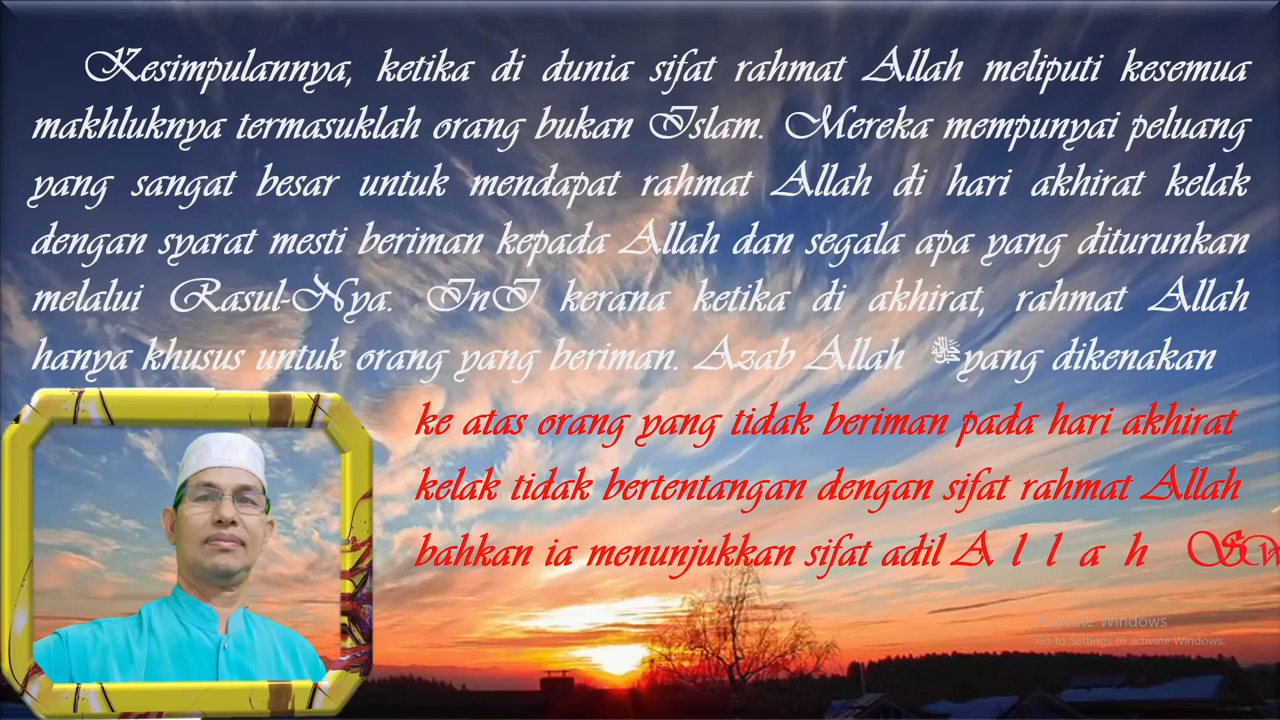 Kesimpulannya, ketika di dunia sifat rahmat Allah meliputi kesemua
makhluknya termasuklah orang bukan Islam. Mereka mempunyai peluang
yang sangat besar untuk mendapat rahmat Allah di hari akhirat kelak
dengan syarat mesti beriman kepada Allah dan segala apa yang diturunkan
melalui Rasul-Nya. InI kerana ketika di akhirat, rahmat Allah
hanya khusus untuk orang yang beriman. Azab Allah ﷻ yang dikenakan
ke atas orang yang tidak beriman pada hari akhirat
kelak tidak bertentangan dengan sifat rahmat Allah
bahkan ia menunjukkan sifat adil A l l a h
Activate Windows
Go to Settings to activate Windows.